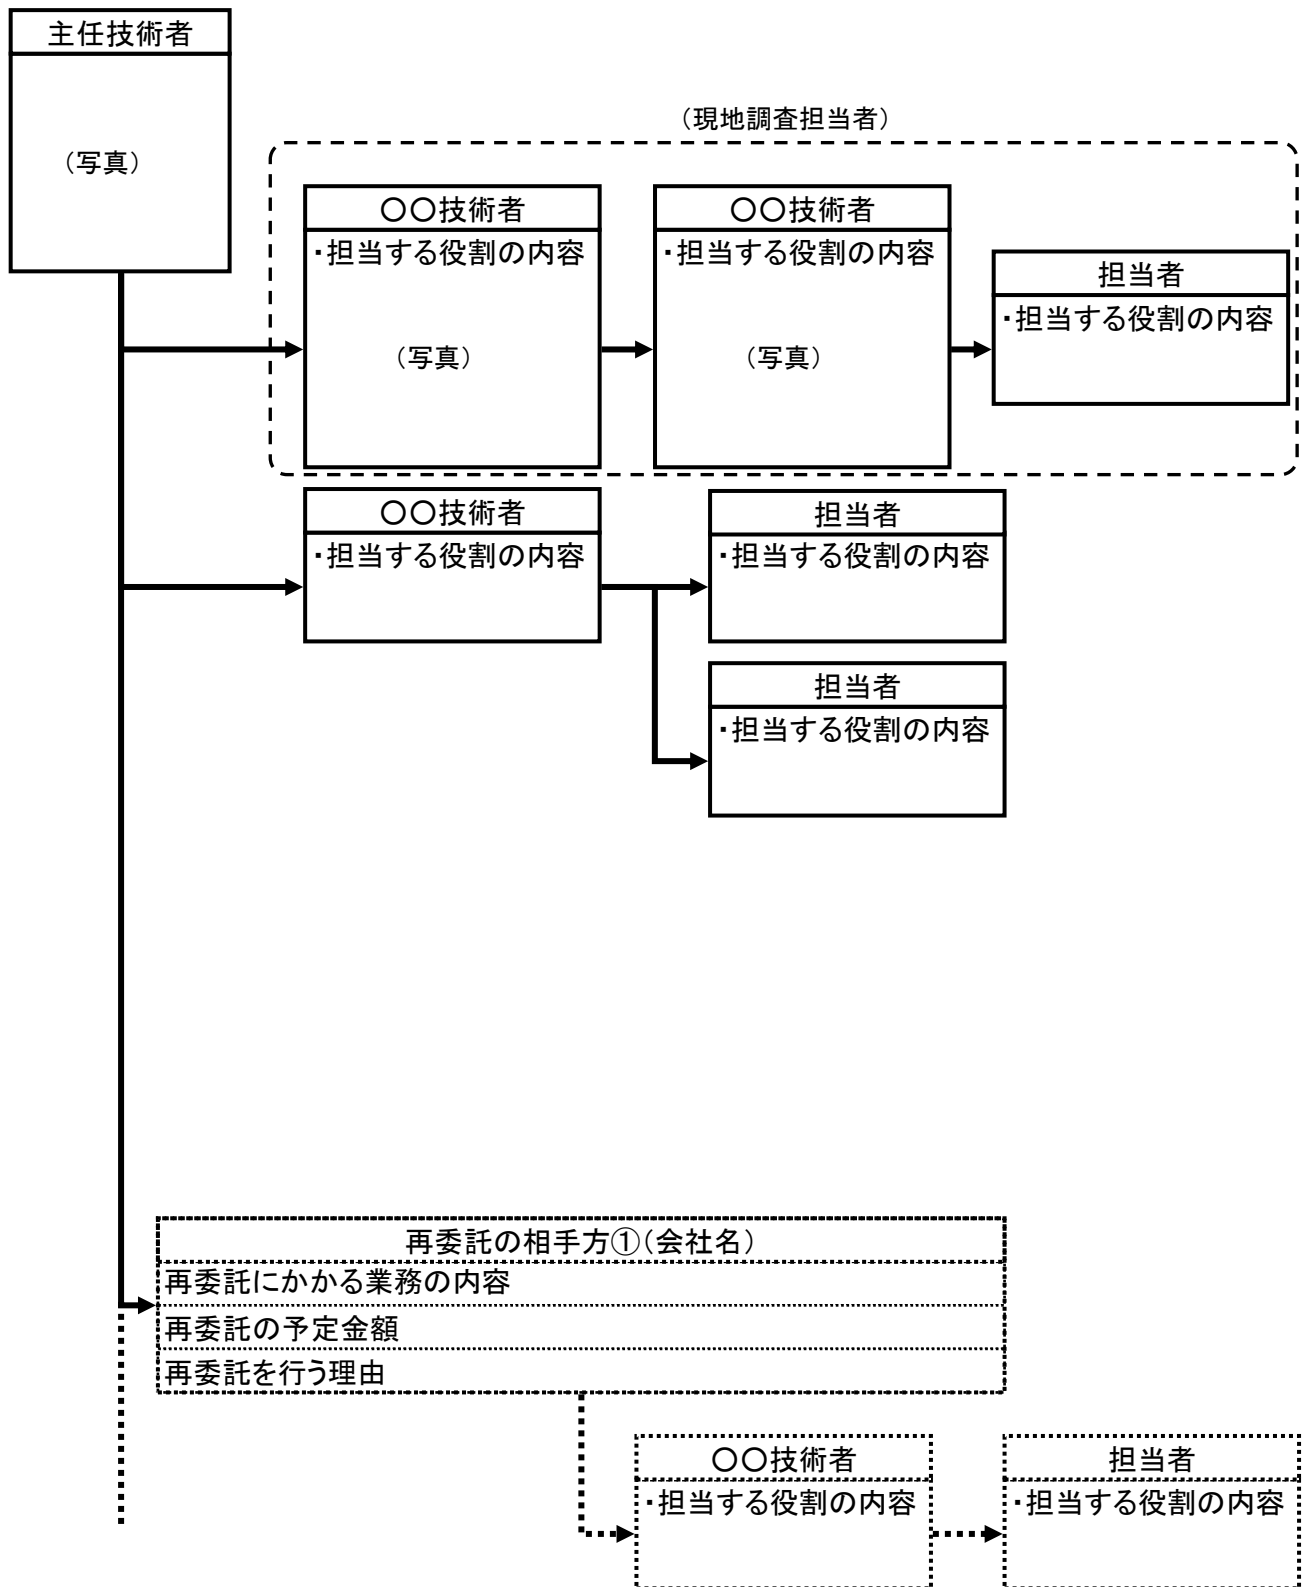 主任技術者
（写真）
（現地調査担当者）
〇〇技術者
・担当する役割の内容
（写真）
〇〇技術者
・担当する役割の内容
（写真）
担当者
・担当する役割の内容
〇〇技術者
・担当する役割の内容
担当者
・担当する役割の内容
担当者
・担当する役割の内容
再委託の相手方①（会社名）
再委託にかかる業務の内容
再委託の予定金額
再委託を行う理由
〇〇技術者
・担当する役割の内容
担当者
・担当する役割の内容